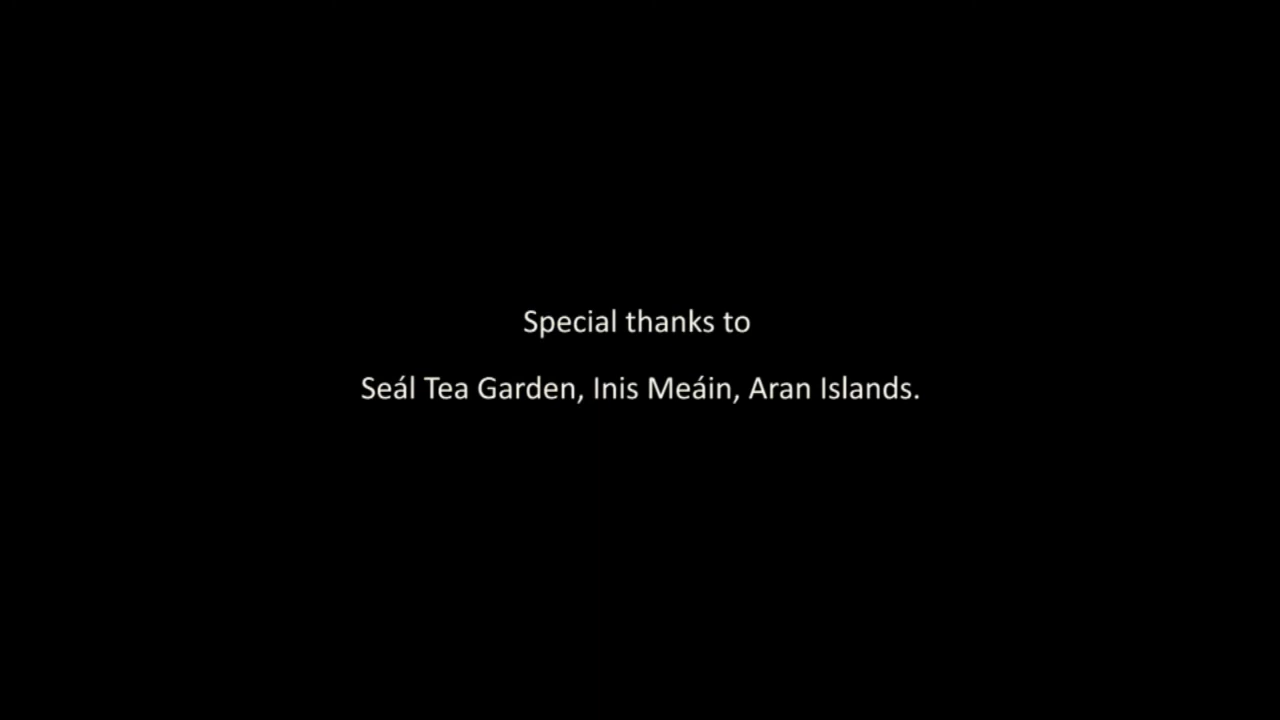 Special thanks to
Seál Tea Garden, Inis Meáin, Aran Islands.